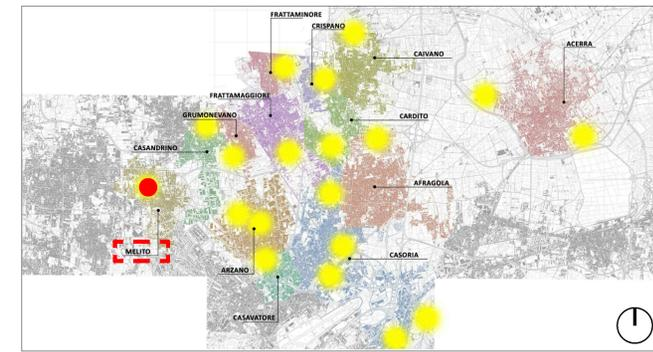 FRATTAMINORE
CRISPANO
CAIVANO
ACEBRA
FRATTAMAGGIORE
GRUMONEVANO
CARDITO
CASANDRINO
AFRAGOLA
MELITO
CASORIA
ARZANO
CASAVATORE